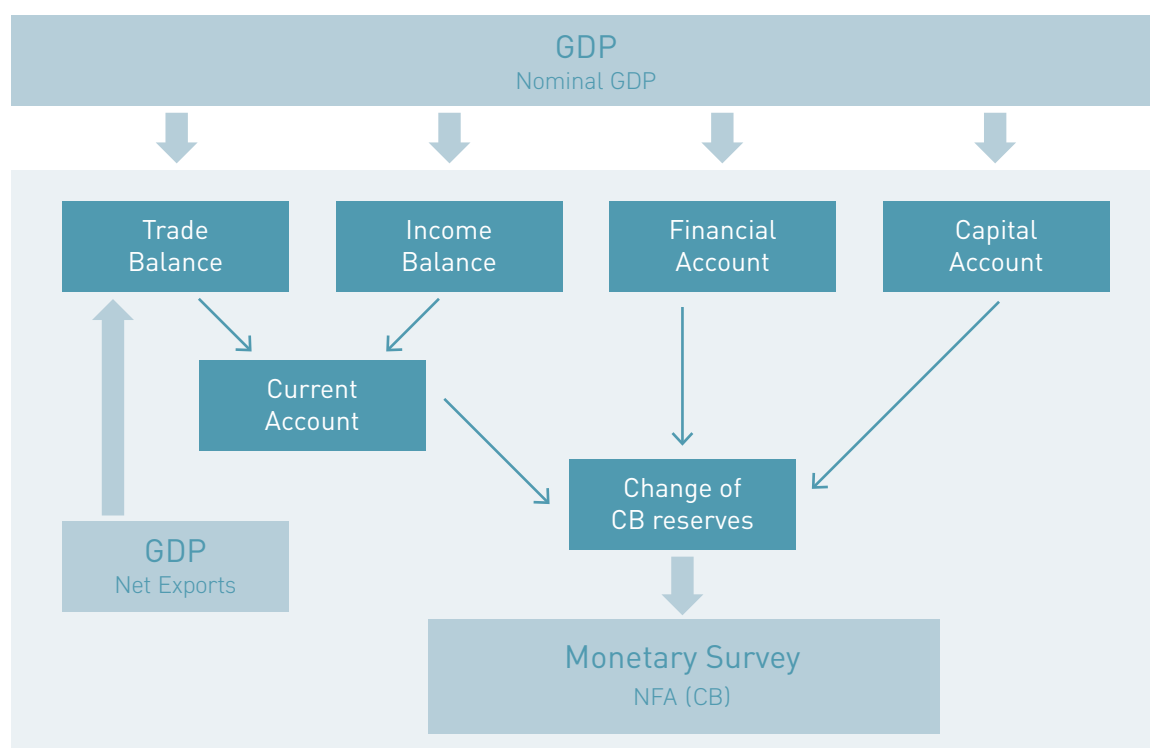 GDP
Nominal GDP
Trade
Balance
Income
Balance
Financial
Account
Capital
Account
Current
Account
Change of
CB reserves
GDP
Net Exports
Monetary Survey
NFA (CB)